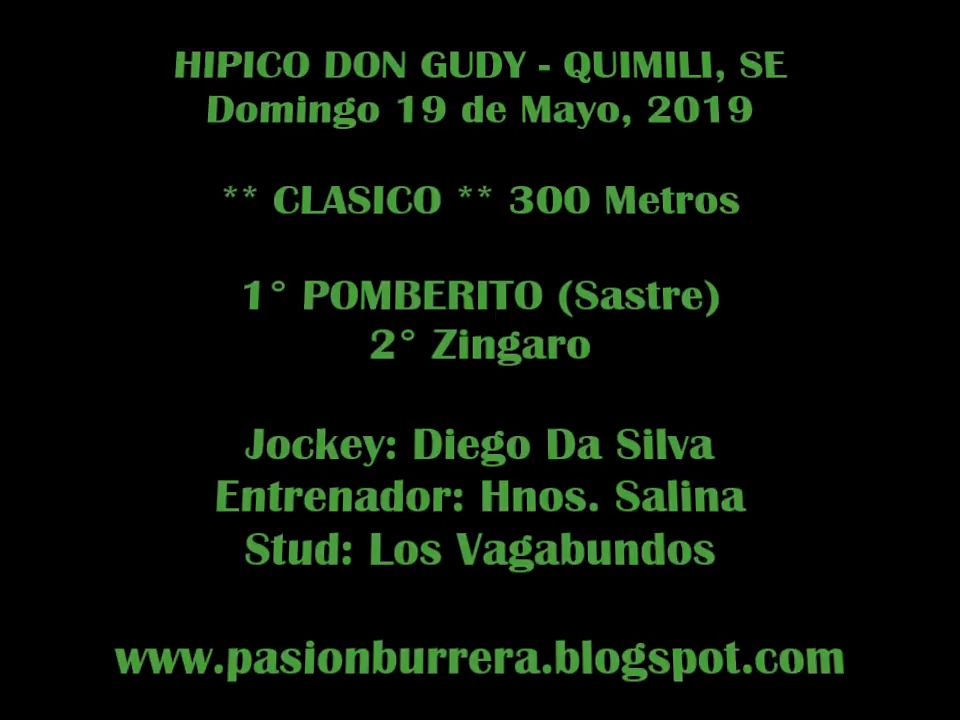 HIPICO DON GUDY - QUIMILI, SE
Domingo 19 de Mayo, 2019
** CLASICO ** 300 Metros
1° POMBERITO (Sastre)
2° Zingaro
Jockey: Diego Da Silva
Entrenador: Hnos. Salina
Stud: Los Vagabundos
www.pasionburrera.blogspot.com